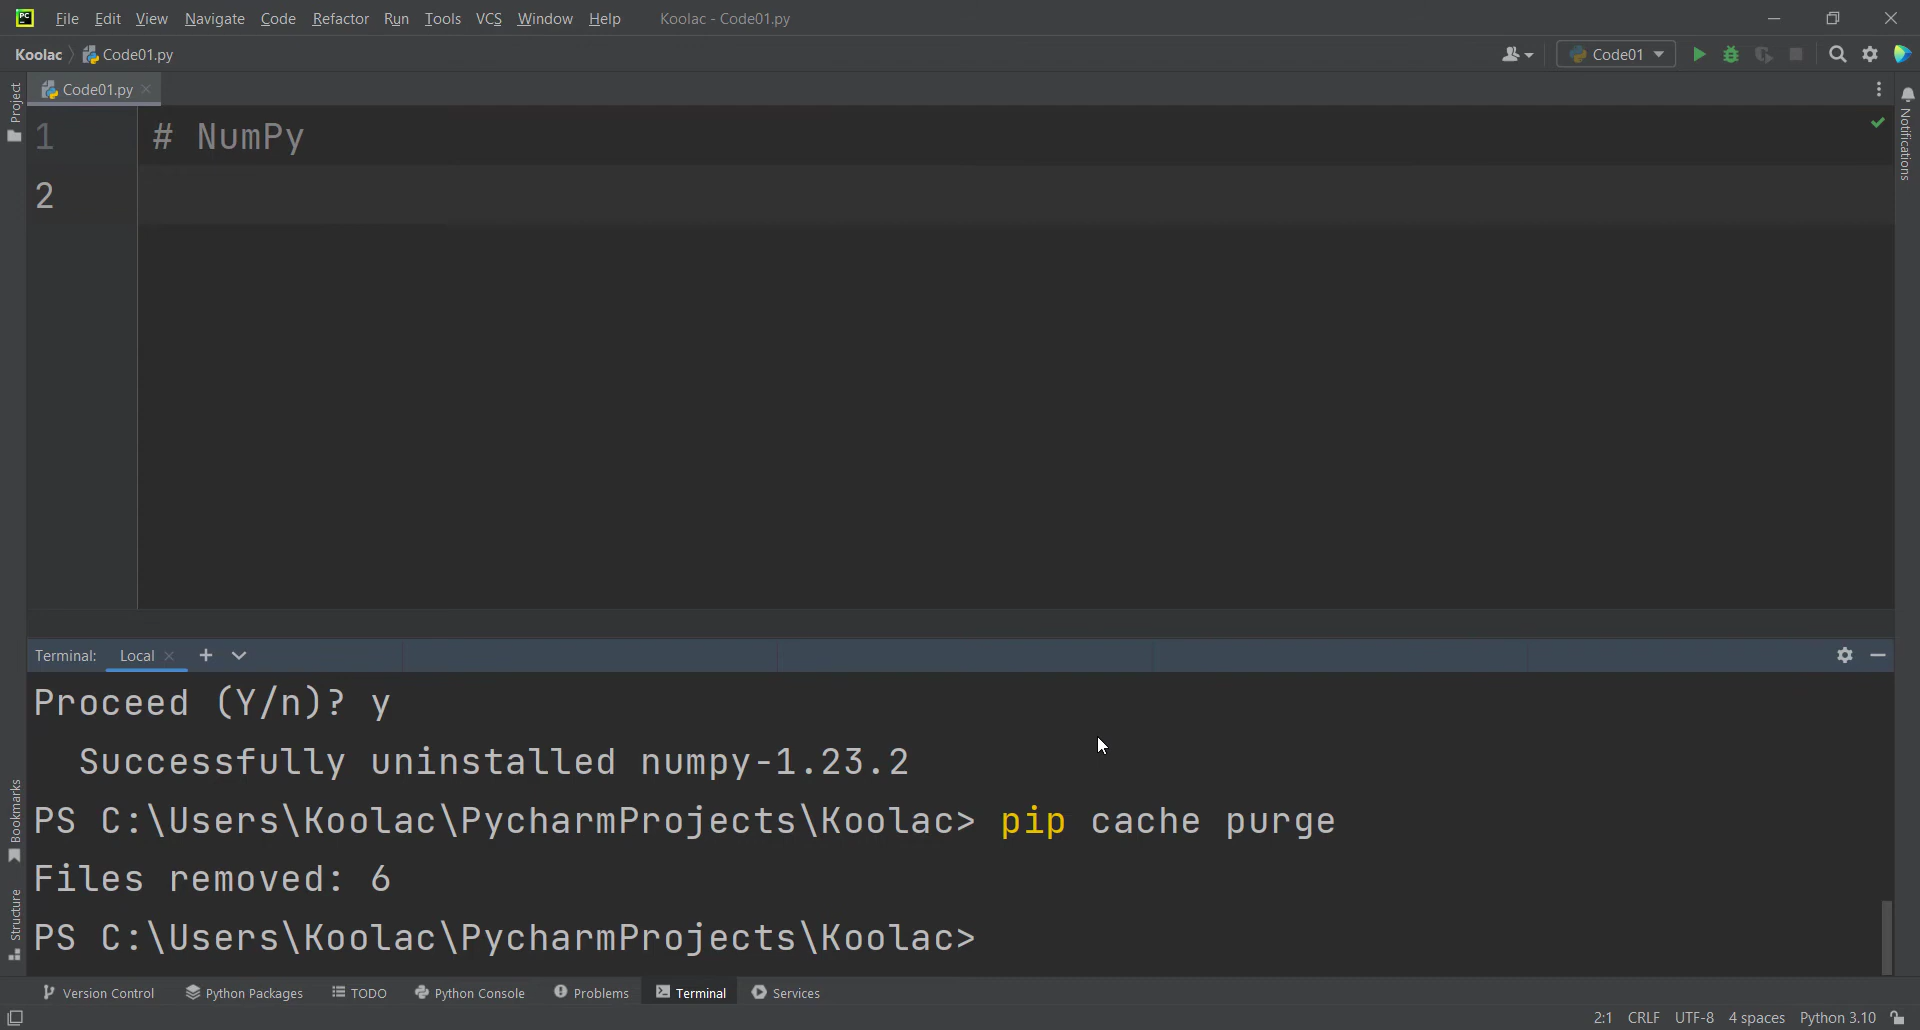 PC File Edit View Navigate Code Refactor Run Tools VCS Window Help Koolac - Code01.py
Koolac Code01.py Code01
Project
Code01.py
Notifications
1 # NumPy
2
Terminal: Local
Proceed (Y/n)? y
Successfully uninstalled numpy-1.23.2
PS C:\Users\Koolac\PycharmProjects\Koolac> pip cache purge
Files removed: 6
PS C:\Users\Koolac\PycharmProjects\Koolac>
Bookmarks
Structure
Version Control Python Packages TODO Python Console Problems Terminal Services
2:1 CRLF UTF-8 4 spaces Python 3.10